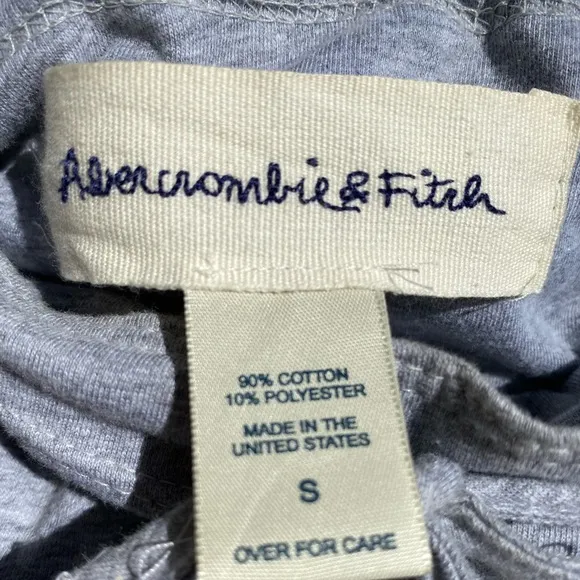 Abercrombie & Fitch
90% COTTON
10% POLYESTER
MADE IN THE
UNITED STATES
S
OVER FOR CARE